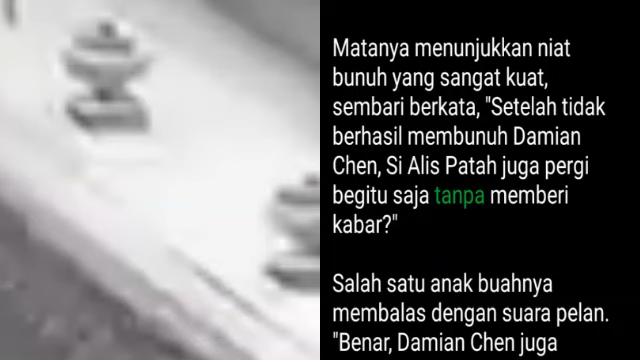 Matanya menunjukkan niat
bunuh yang sangat kuat,
sembari berkata, "Setelah tidak
berhasil membunuh Damian
Chen, Si Alis Patah juga pergi
begitu saja tanpa memberi
kabar?"
Salah satu anak buahnya
membalas dengan suara pelan.
"Benar, Damian Chen juga